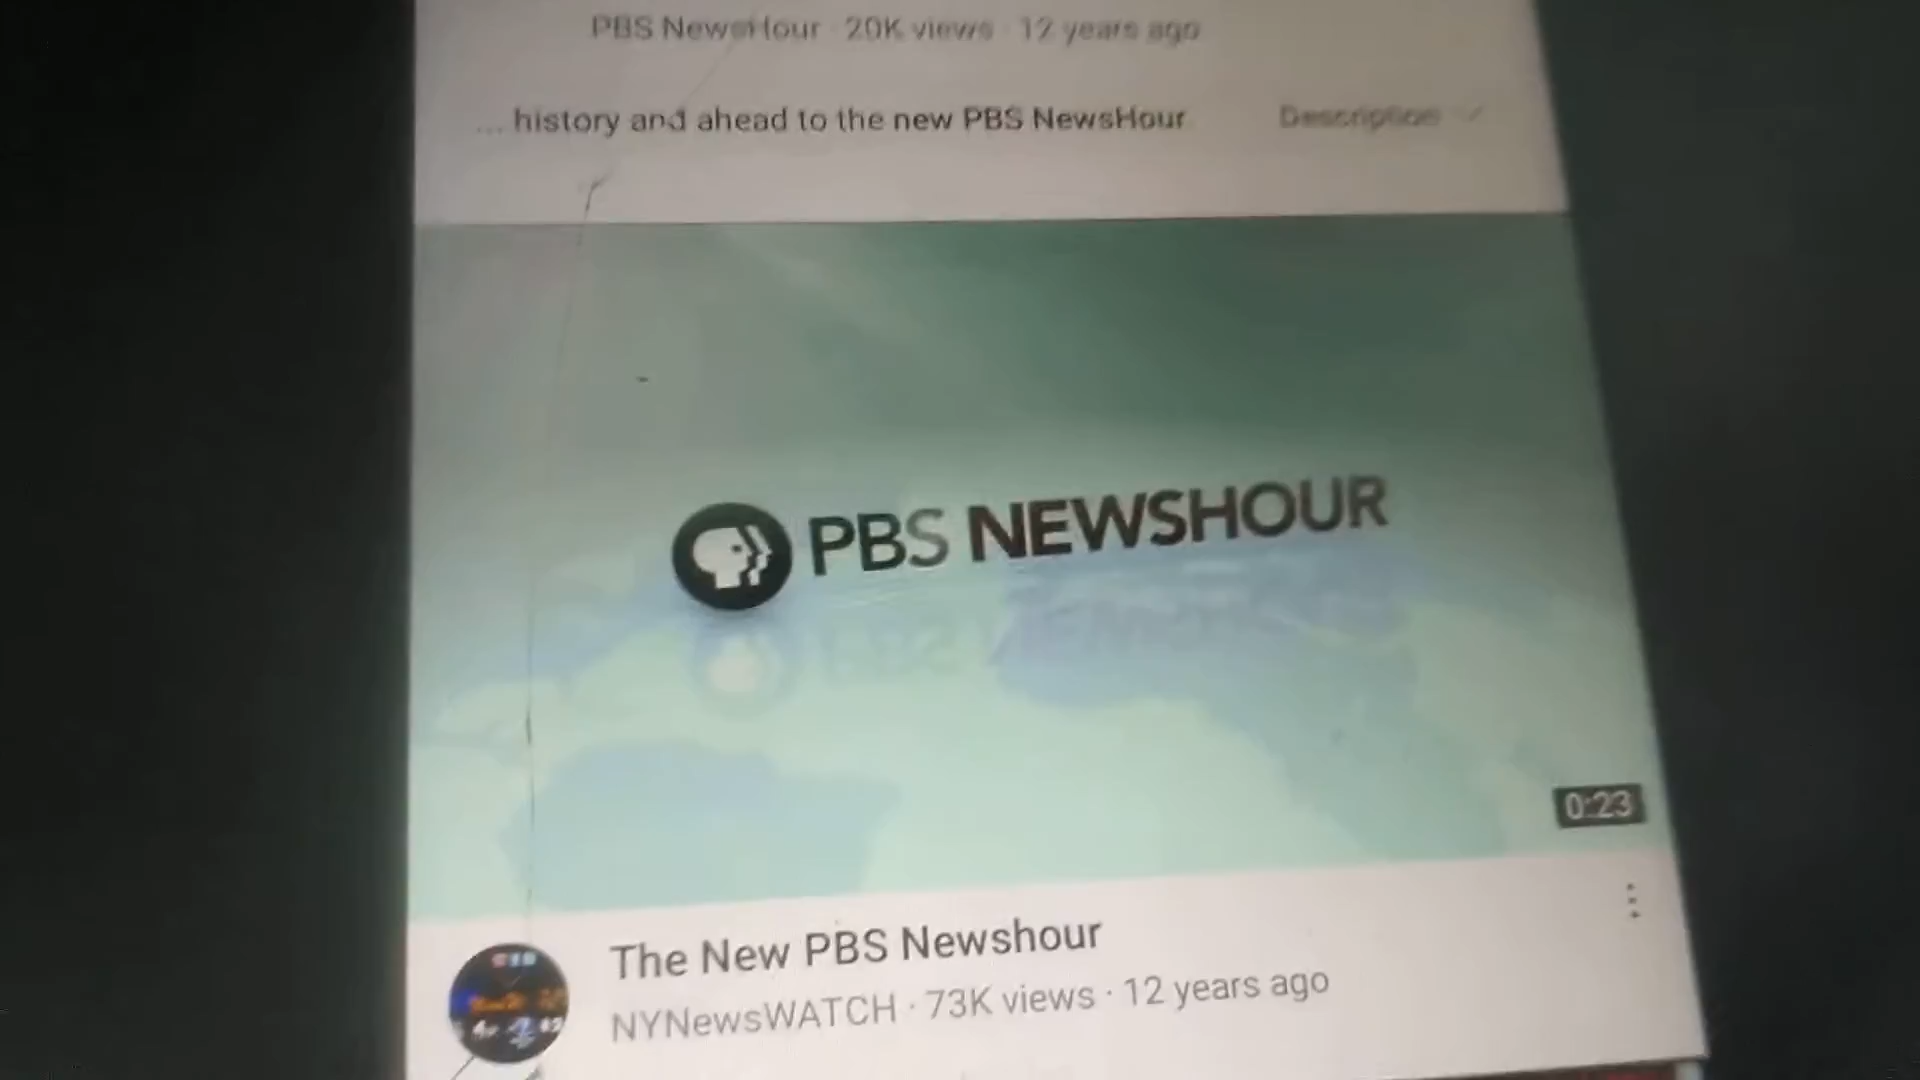 PBS NewsHour · 20K views · 12 years ago
... history and ahead to the new PBS NewsHour Description
PBS NEWSHOUR
0:23
The New PBS Newshour
NYNewsWATCH · 73K views · 12 years ago